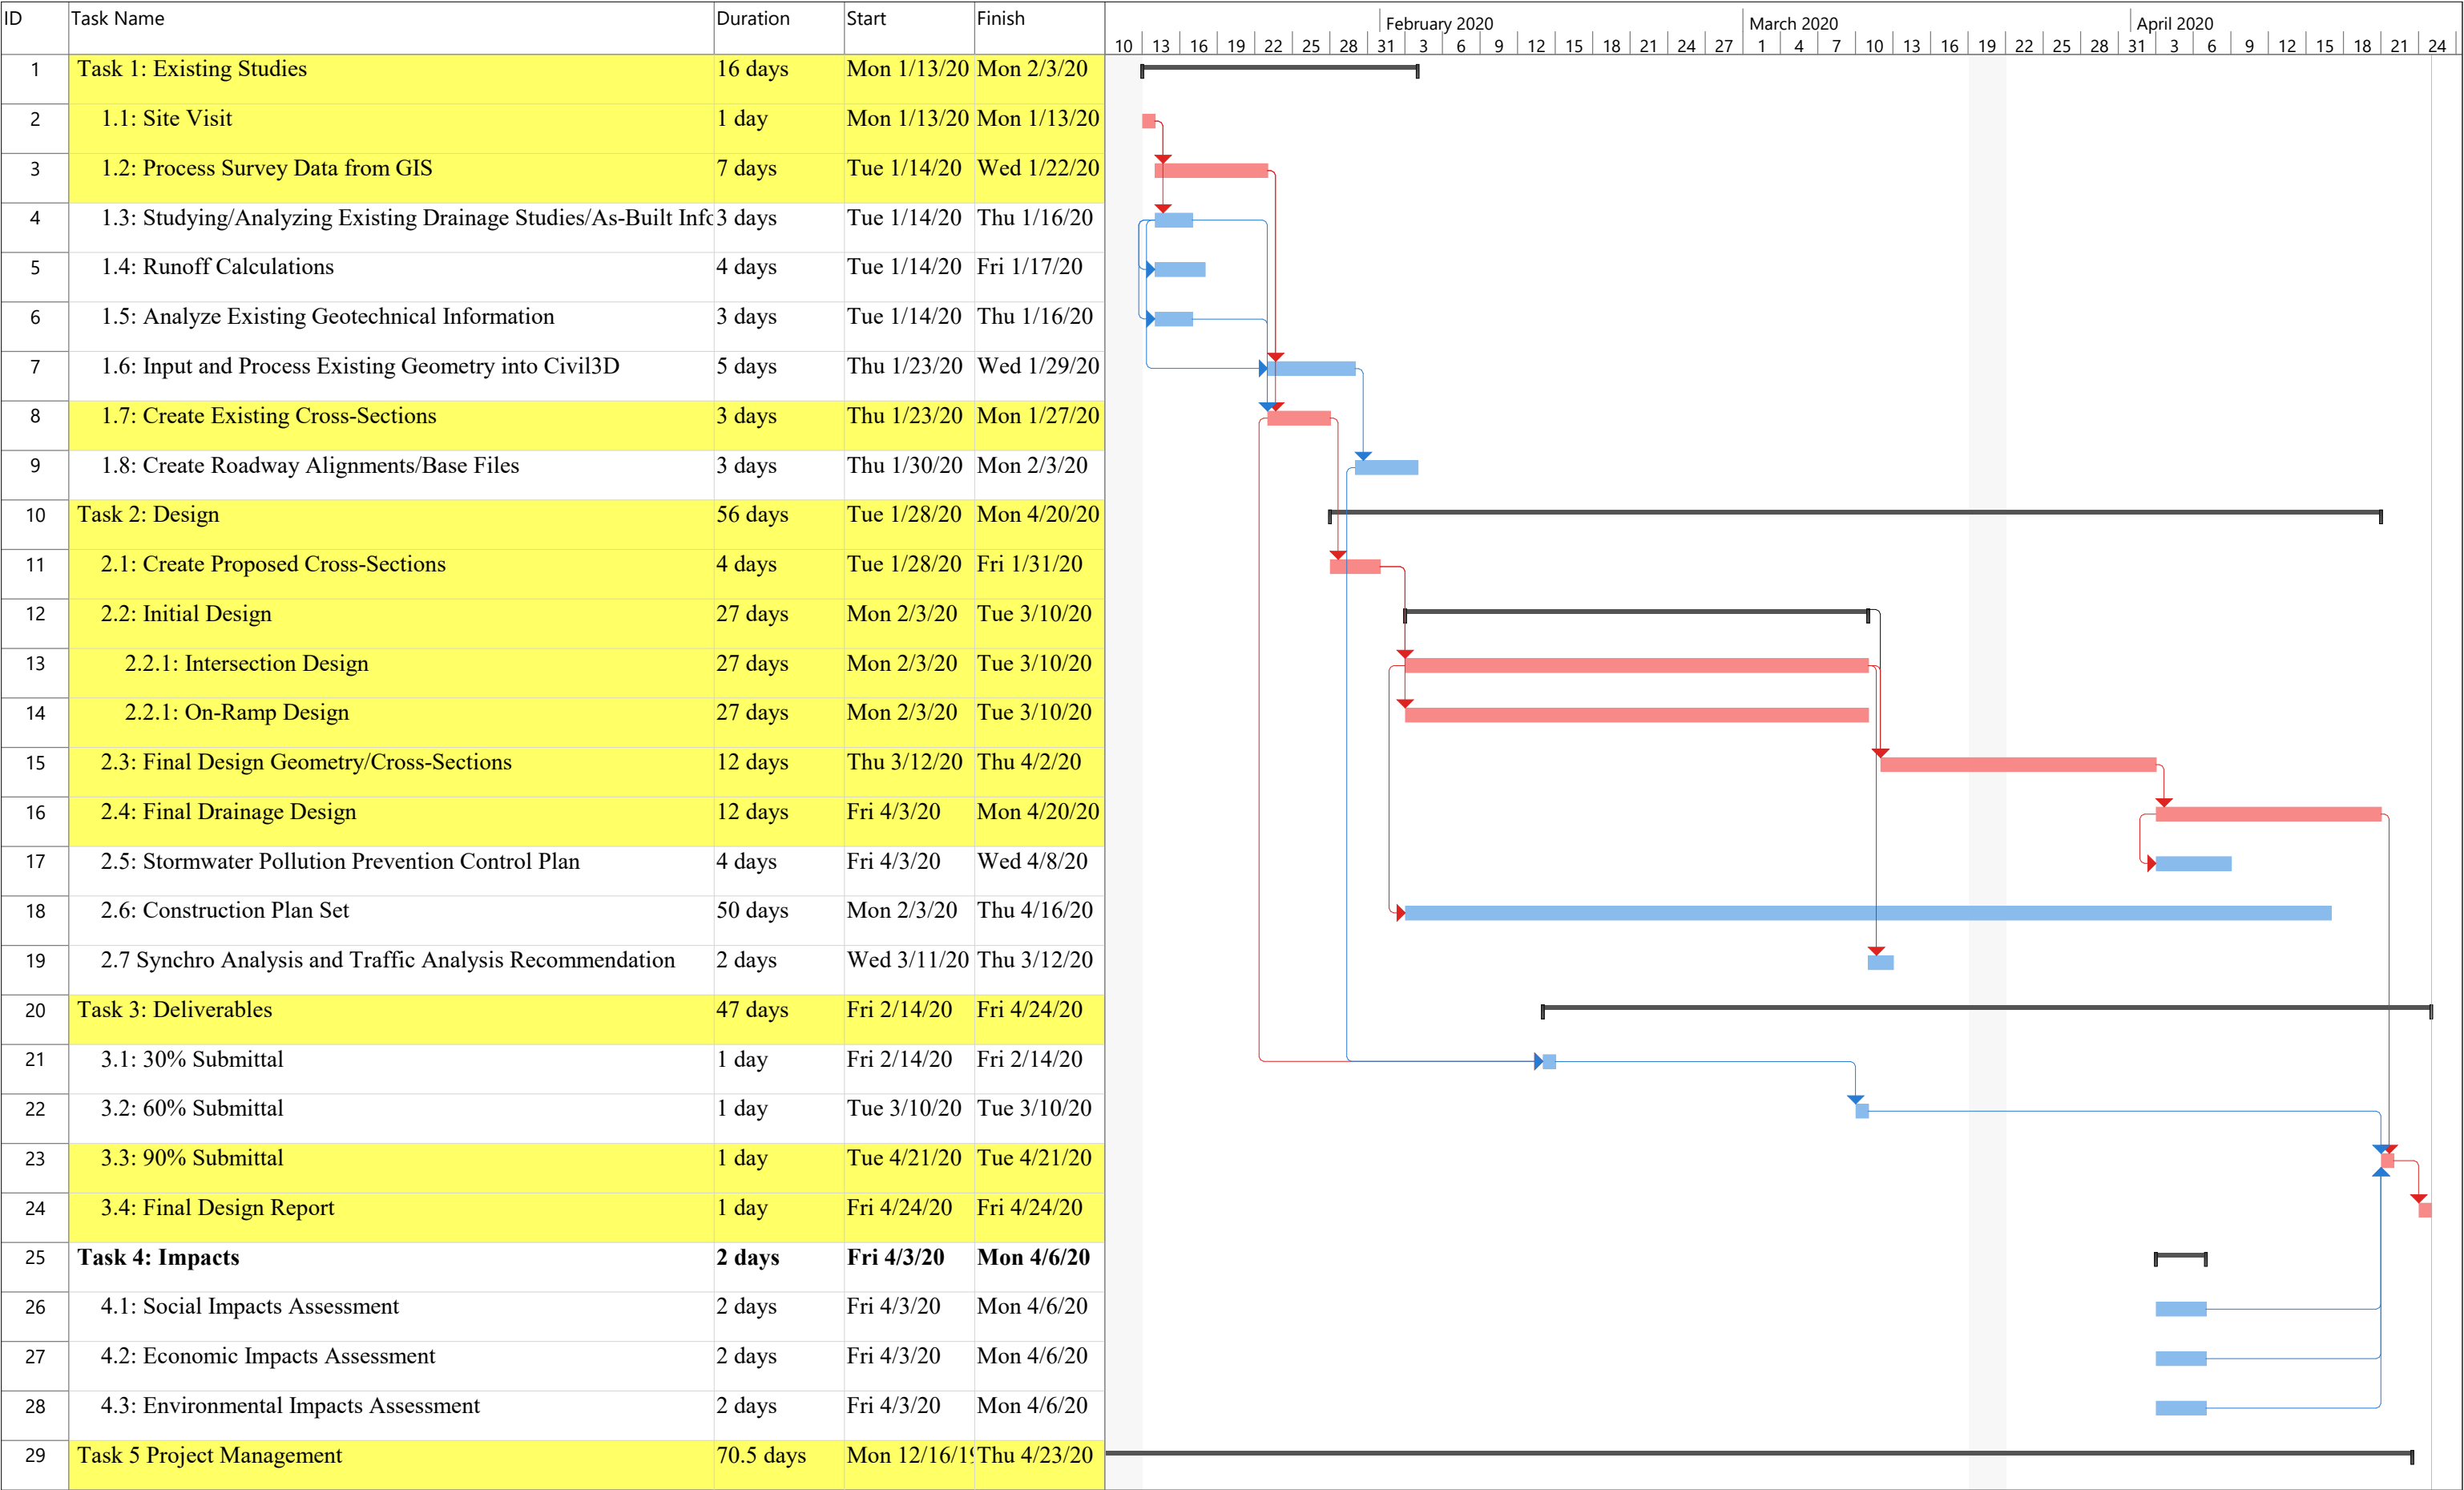 ID Task Name Duration Start Finish February 2020 March 2020 April 2020
10 13 16 19 22 25 28 31 3 6 9 12 15 18 21 24 27 1 4 7 10 13 16 19 22 25 28 31 3 6 9 12 15 18 21 24
1 Task 1: Existing Studies 16 days Mon 1/13/20 Mon 2/3/20
2 1.1: Site Visit 1 day Mon 1/13/20 Mon 1/13/20
3 1.2: Process Survey Data from GIS 7 days Tue 1/14/20 Wed 1/22/20
4 1.3: Studying/Analyzing Existing Drainage Studies/As-Built Info 3 days Tue 1/14/20 Thu 1/16/20
5 1.4: Runoff Calculations 4 days Tue 1/14/20 Fri 1/17/20
6 1.5: Analyze Existing Geotechnical Information 3 days Tue 1/14/20 Thu 1/16/20
7 1.6: Input and Process Existing Geometry into Civil3D 5 days Thu 1/23/20 Wed 1/29/20
8 1.7: Create Existing Cross-Sections 3 days Thu 1/23/20 Mon 1/27/20
9 1.8: Create Roadway Alignments/Base Files 3 days Thu 1/30/20 Mon 2/3/20
10 Task 2: Design 56 days Tue 1/28/20 Mon 4/20/20
11 2.1: Create Proposed Cross-Sections 4 days Tue 1/28/20 Fri 1/31/20
12 2.2: Initial Design 27 days Mon 2/3/20 Tue 3/10/20
13 2.2.1: Intersection Design 27 days Mon 2/3/20 Tue 3/10/20
14 2.2.1: On-Ramp Design 27 days Mon 2/3/20 Tue 3/10/20
15 2.3: Final Design Geometry/Cross-Sections 12 days Thu 3/12/20 Thu 4/2/20
16 2.4: Final Drainage Design 12 days Fri 4/3/20 Mon 4/20/20
17 2.5: Stormwater Pollution Prevention Control Plan 4 days Fri 4/3/20 Wed 4/8/20
18 2.6: Construction Plan Set 50 days Mon 2/3/20 Thu 4/16/20
19 2.7 Synchro Analysis and Traffic Analysis Recommendation 2 days Wed 3/11/20 Thu 3/12/20
20 Task 3: Deliverables 47 days Fri 2/14/20 Fri 4/24/20
21 3.1: 30% Submittal 1 day Fri 2/14/20 Fri 2/14/20
22 3.2: 60% Submittal 1 day Tue 3/10/20 Tue 3/10/20
23 3.3: 90% Submittal 1 day Tue 4/21/20 Tue 4/21/20
24 3.4: Final Design Report 1 day Fri 4/24/20 Fri 4/24/20
25 Task 4: Impacts 2 days Fri 4/3/20 Mon 4/6/20
26 4.1: Social Impacts Assessment 2 days Fri 4/3/20 Mon 4/6/20
27 4.2: Economic Impacts Assessment 2 days Fri 4/3/20 Mon 4/6/20
28 4.3: Environmental Impacts Assessment 2 days Fri 4/3/20 Mon 4/6/20
29 Task 5 Project Management 70.5 days Mon 12/16/19 Thu 4/23/20